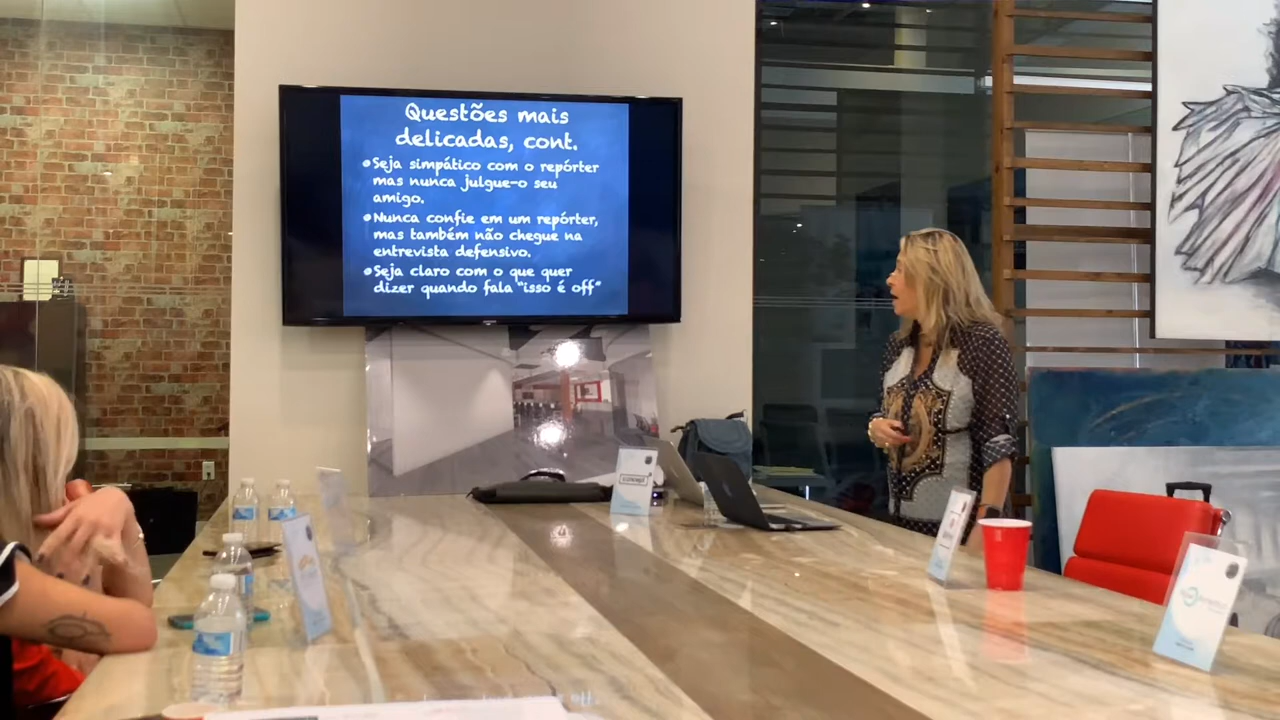 Questões mais
delicadas, cont.
•Seja simpático com o repórter
mas nunca julgue-o seu
amigo.
•Nunca confie em um repórter,
mas também não chegue na
entrevista defensivo.
•Seja claro com o que quer
dizer quando fala "isso é off"